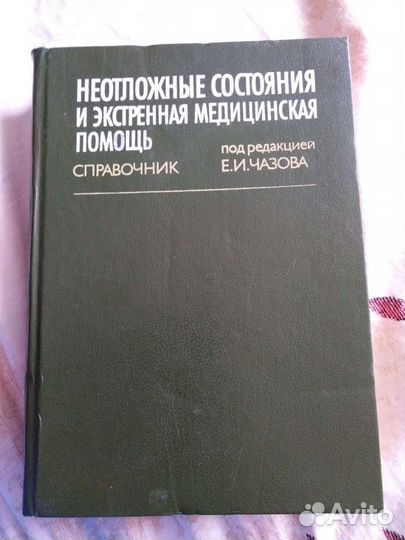 НЕОТЛОЖНЫЕ СОСТОЯНИЯ
И ЭКСТРЕННАЯ МЕДИЦИНСКАЯ
ПОМОЩЬ
СПРАВОЧНИК
под редакцией
Е.И.ЧАЗОВА
Avito